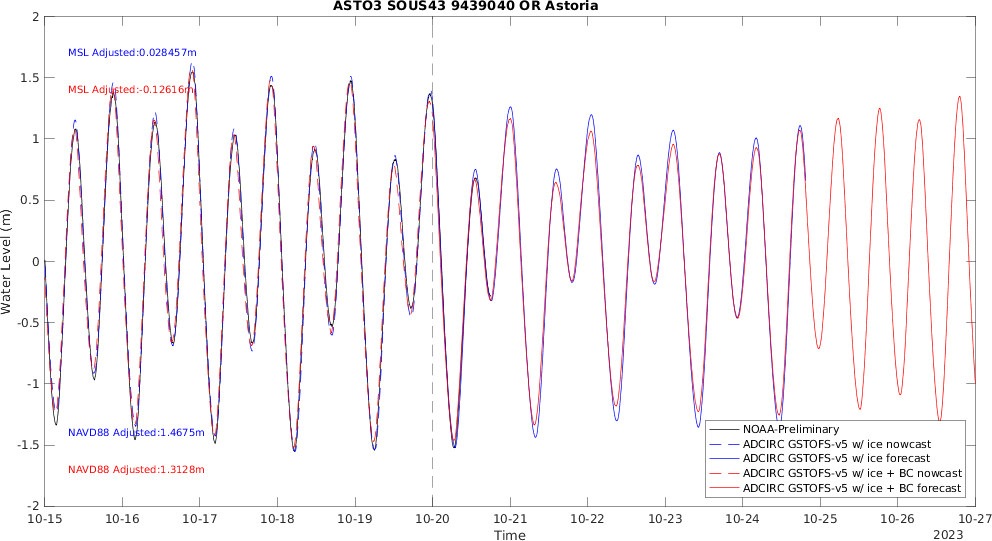 ASTO3 SOUS43 9439040 OR Astoria
MSL Adjusted:0.028457m
MSL Adjusted:-0.12616m
NAVD88 Adjusted:1.4675m
NAVD88 Adjusted:1.3128m
Water Level (m)
2
1.5
1
0.5
0
-0.5
-1
-1.5
-2
NOAA-Preliminary
ADCIRC GSTOFS-v5 w/ ice nowcast
ADCIRC GSTOFS-v5 w/ ice forecast
ADCIRC GSTOFS-v5 w/ ice + BC nowcast
ADCIRC GSTOFS-v5 w/ ice + BC forecast
10-15 10-16 10-17 10-18 10-19 10-20 10-21 10-22 10-23 10-24 10-25 10-26 10-27
Time
2023